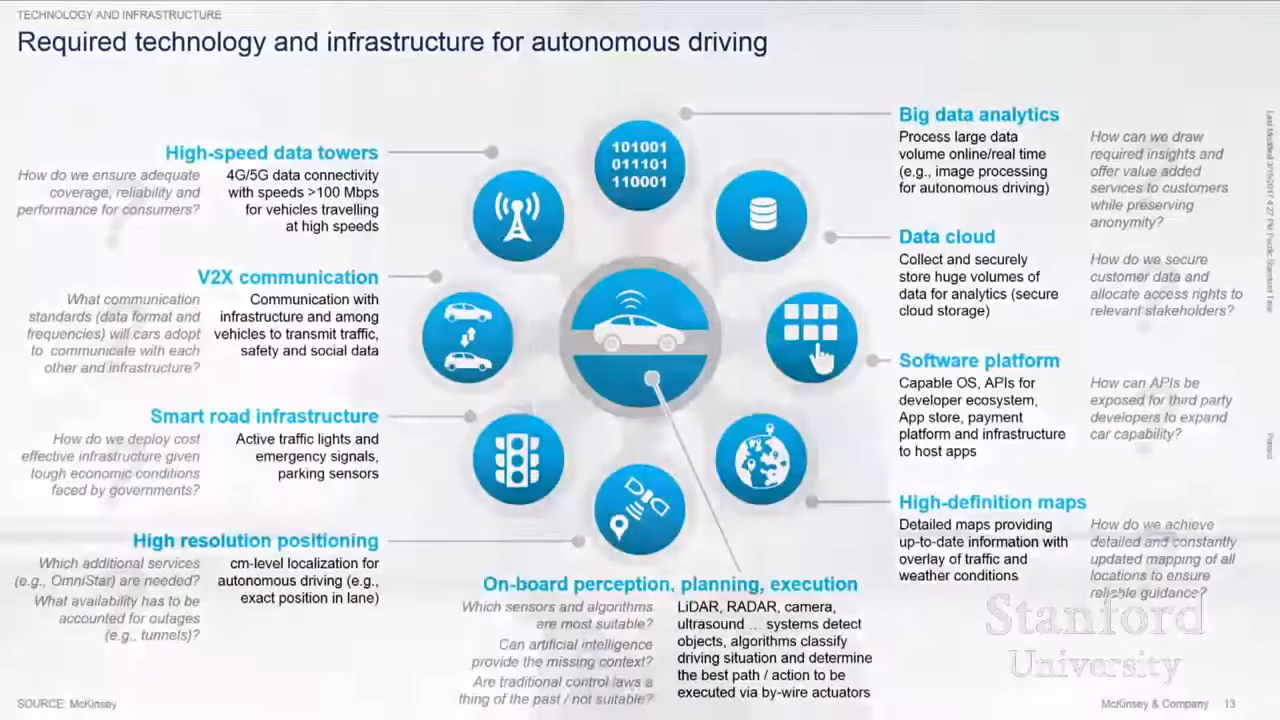 TECHNOLOGY AND INFRASTRUCTURE
Required technology and infrastructure for autonomous driving
High-speed data towers
How do we ensure adequate
coverage, reliability and
performance for consumers?
4G/5G data connectivity
with speeds >100 Mbps
for vehicles travelling
at high speeds
V2X communication
What communication
standards (data format and
frequencies) will cars adopt
to communicate with each
other and infrastructure?
Communication with
infrastructure and among
vehicles to transmit traffic,
safety and social data
Smart road infrastructure
How do we deploy cost
effective infrastructure given
tough economic conditions
faced by governments?
Active traffic lights and
emergency signals,
parking sensors
High resolution positioning
Which additional services
(e.g., OmniStar) are needed?
What availability has to be
accounted for outages
(e.g., tunnels)?
cm-level localization for
autonomous driving (e.g.,
exact position in lane)
101001
011101
110001
On-board perception, planning, execution
Which sensors and algorithms
are most suitable?
Can artificial intelligence
provide the missing context?
Are traditional control laws a
thing of the past / not suitable?
LiDAR, RADAR, camera,
ultrasound ... systems detect
objects, algorithms classify
driving situation and determine
the best path / action to be
executed via by-wire actuators
Big data analytics
Process large data
volume online/real time
(e.g., image processing
for autonomous driving)
How can we draw
required insights and
offer value added
services to customers
while preserving
anonymity?
Data cloud
Collect and securely
store huge volumes of
data for analytics (secure
cloud storage)
How do we secure
customer data and
allocate access rights to
relevant stakeholders?
Software platform
Capable OS, APIs for
developer ecosystem,
App store, payment
platform and infrastructure
to host apps
How can APIs be
exposed for third party
developers to expand
car capability?
High-definition maps
Detailed maps providing
up-to-date information with
overlay of traffic and
weather conditions
How do we achieve
detailed and constantly
updated mapping of all
locations to ensure
reliable guidance?
Last Modified 3/15/2017 4:27 PM Pacific Standard Time
Printed
Stanford
University
SOURCE: McKinsey
McKinsey & Company 13